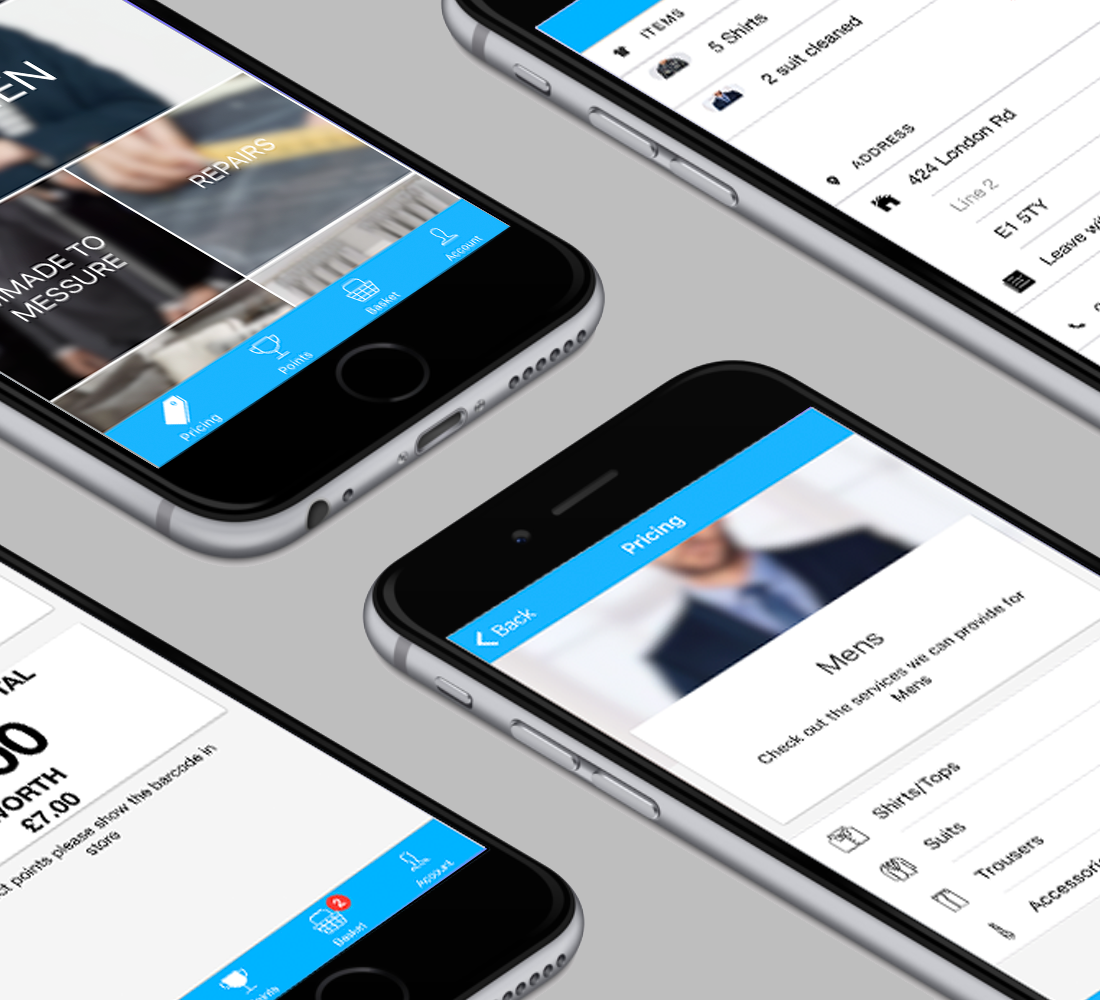 EN
REPAIRS
MADE TO
MESSURE
Pricing
Points
Basket
Account
ITEMS
5 Shirts
2 suit cleaned
ADDRESS
424 London Rd
Line 2
E1 5TY
Leave
Back
Pricing
Mens
Check out the services we can provide for
Mens
Shirts/Tops
Suits
Trousers
TAL
00
WORTH
£7.00
points please show the barcode in
store
2
Basket
Account